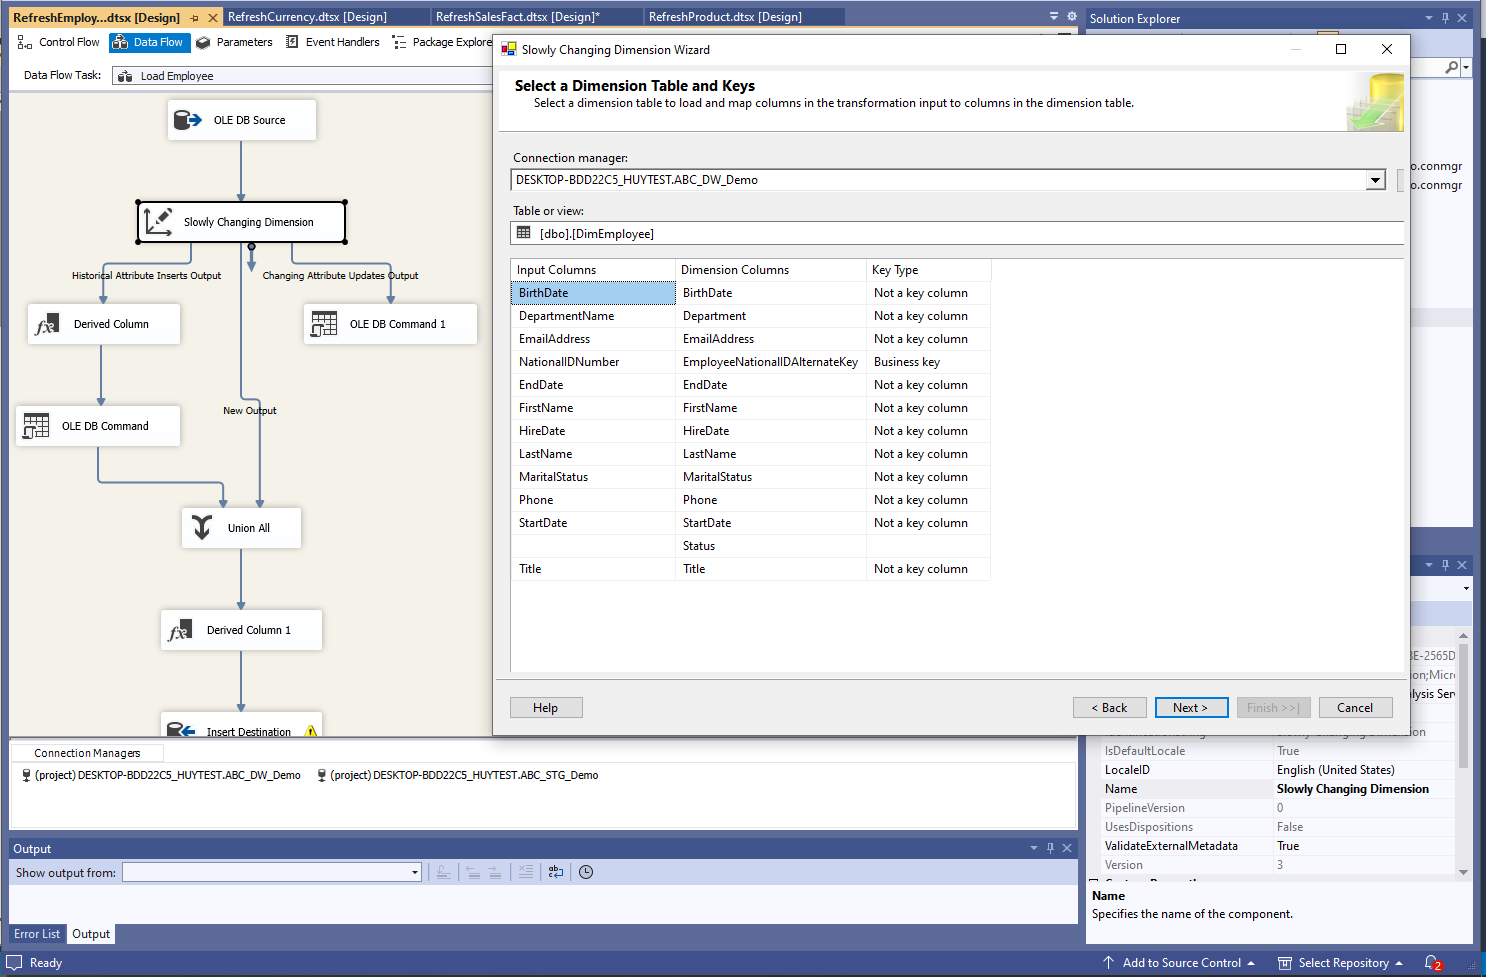 RefreshEmploy...dtsx [Design]
RefreshCurrency.dtsx [Design]
RefreshSalesFact.dtsx [Design]*
RefreshProduct.dtsx [Design]
Solution Explorer
Control Flow
Data Flow
Parameters
Event Handlers
Package Explore
Data Flow Task:
Load Employee
OLE DB Source
Slowly Changing Dimension
Historical Attribute Inserts Output
Changing Attribute Updates Output
Derived Column
OLE DB Command 1
New Output
OLE DB Command
Union All
Derived Column 1
Insert Destination
Slowly Changing Dimension Wizard
Select a Dimension Table and Keys
Select a dimension table to load and map columns in the transformation input to columns in the dimension table.
Connection manager:
DESKTOP-BDD22C5_HUYTEST.ABC_DW_Demo
Table or view:
[dbo].[DimEmployee]
Input Columns Dimension Columns Key Type
BirthDate BirthDate Not a key column
DepartmentName Department Not a key column
EmailAddress EmailAddress Not a key column
NationalIDNumber EmployeeNationalIDAlternateKey Business key
EndDate EndDate Not a key column
FirstName FirstName Not a key column
HireDate HireDate Not a key column
LastName LastName Not a key column
MaritalStatus MaritalStatus Not a key column
Phone Phone Not a key column
StartDate StartDate Not a key column
Status
Title Title Not a key column
Help
< Back
Next >
Finish >>|
Cancel
o.conmgr
o.conmgr
BE-2565D
on;Micro
alysis Serv
IsDefaultLocale True
LocaleID English (United States)
Name Slowly Changing Dimension
PipelineVersion 0
UsesDispositions False
ValidateExternalMetadata True
Version 3
Name
Specifies the name of the component.
Connection Managers
(project) DESKTOP-BDD22C5_HUYTEST.ABC_DW_Demo
(project) DESKTOP-BDD22C5_HUYTEST.ABC_STG_Demo
Output
Show output from:
Error List
Output
Ready
Add to Source Control
Select Repository
2